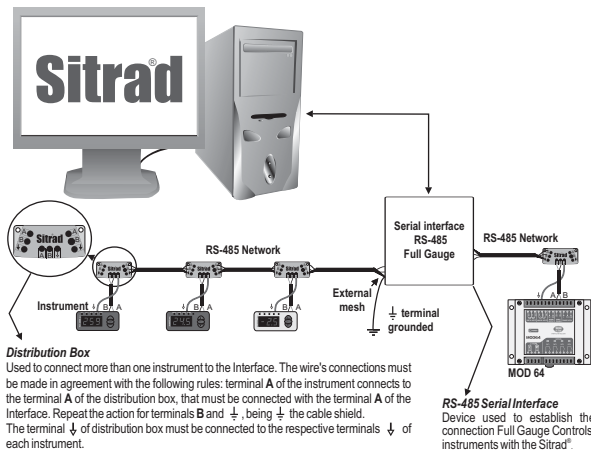 Sitrad®
Serial interface
RS-485
Full Gauge
RS-485 Network
RS-485 Network
A
B
Sitrad
A B
A
B
Sitrad
Sitrad
Sitrad
Sitrad
Instrument
B A
B A
B A
External
mesh
⏚ terminal
grounded
A B
MOD64
MOD 64
Distribution Box
Used to connect more than one instrument to the Interface. The wire's connections must
be made in agreement with the following rules: terminal A of the instrument connects to
the terminal A of the distribution box, that must be connected with the terminal A of the
Interface. Repeat the action for terminals B and ⏚, being ⏚ the cable shield.
The terminal ↓ of distribution box must be connected to the respective terminals ↓ of
each instrument.
RS-485 Serial Interface
Device used to establish the
connection Full Gauge Controls
instruments with the Sitrad®.